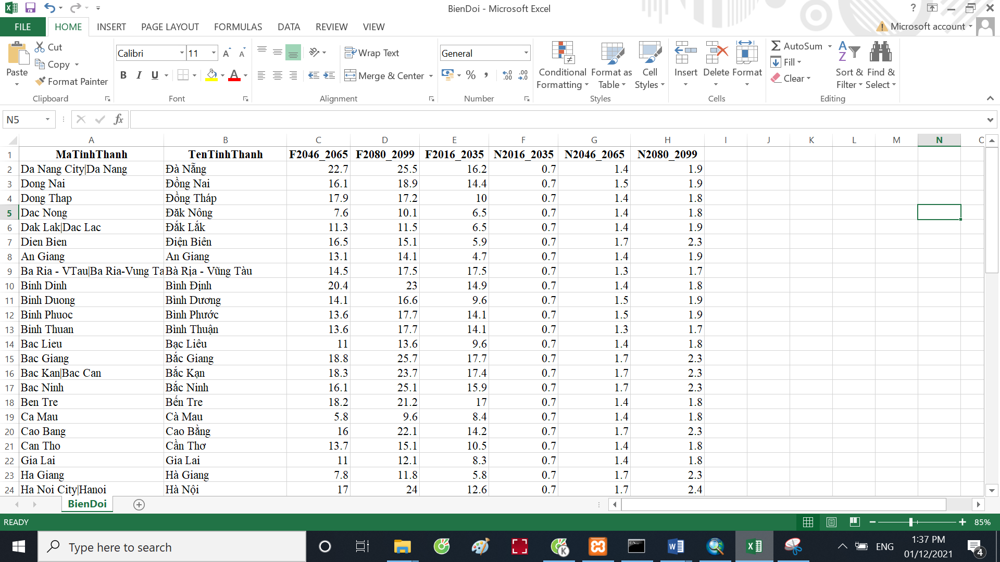 BienDoi - Microsoft Excel
FILE HOME INSERT PAGE LAYOUT FORMULAS DATA REVIEW VIEW Microsoft account
Cut
Copy
Format Painter
Paste
Clipboard
Calibri 11
B I U
Font
Wrap Text
Merge & Center
Alignment
General
Number
Conditional Formatting
Format as Table
Cell Styles
Styles
Insert Delete Format
Cells
AutoSum
Fill
Clear
Sort & Filter
Find & Select
Editing
N5 fx
A B C D E F G H I J K L M N
1 MaTinhThanh TenTinhThanh F2046_2065 F2080_2099 F2016_2035 N2016_2035 N2046_2065 N2080_2099
2 Da Nang City|Da Nang Đà Nẵng 22.7 25.5 16.2 0.7 1.4 1.9
3 Dong Nai Đồng Nai 16.1 18.9 14.4 0.7 1.5 1.9
4 Dong Thap Đồng Tháp 17.9 17.2 10 0.7 1.4 1.8
5 Dac Nong Đăk Nông 7.6 10.1 6.5 0.7 1.4 1.8
6 Dak Lak|Dac Lac Đắk Lắk 11.3 11.5 6.5 0.7 1.4 1.9
7 Dien Bien Điện Biên 16.5 15.1 5.9 0.7 1.7 2.3
8 An Giang An Giang 13.1 14.1 4.7 0.7 1.4 1.9
9 Ba Ria - VTau|Ba Ria-Vung Ta Bà Rịa - Vũng Tàu 14.5 17.5 17.5 0.7 1.3 1.7
10 Binh Dinh Bình Định 20.4 23 14.9 0.7 1.4 1.8
11 Binh Duong Bình Dương 14.1 16.6 9.6 0.7 1.5 1.9
12 Binh Phuoc Bình Phước 13.6 17.7 14.1 0.7 1.5 1.9
13 Binh Thuan Bình Thuận 13.6 17.7 14.1 0.7 1.3 1.7
14 Bac Lieu Bạc Liêu 11 13.6 9.6 0.7 1.4 1.8
15 Bac Giang Bắc Giang 18.8 25.7 17.7 0.7 1.7 2.3
16 Bac Kan|Bac Can Bắc Kạn 18.3 23.7 17.4 0.7 1.7 2.3
17 Bac Ninh Bắc Ninh 16.1 25.1 15.9 0.7 1.7 2.3
18 Ben Tre Bến Tre 18.2 21.2 17 0.7 1.4 1.8
19 Ca Mau Cà Mau 5.8 9.6 8.4 0.7 1.4 1.8
20 Cao Bang Cao Bằng 16 22.1 14.2 0.7 1.7 2.3
21 Can Tho Cần Thơ 13.7 15.1 10.5 0.7 1.4 1.8
22 Gia Lai Gia Lai 11 12.1 8.3 0.7 1.4 1.8
23 Ha Giang Hà Giang 7.8 11.8 5.8 0.7 1.7 2.3
24 Ha Noi City|Hanoi Hà Nội 17 24 12.6 0.7 1.7 2.4
BienDoi
READY 85%
Type here to search
ENG
1:37 PM
01/12/2021
4